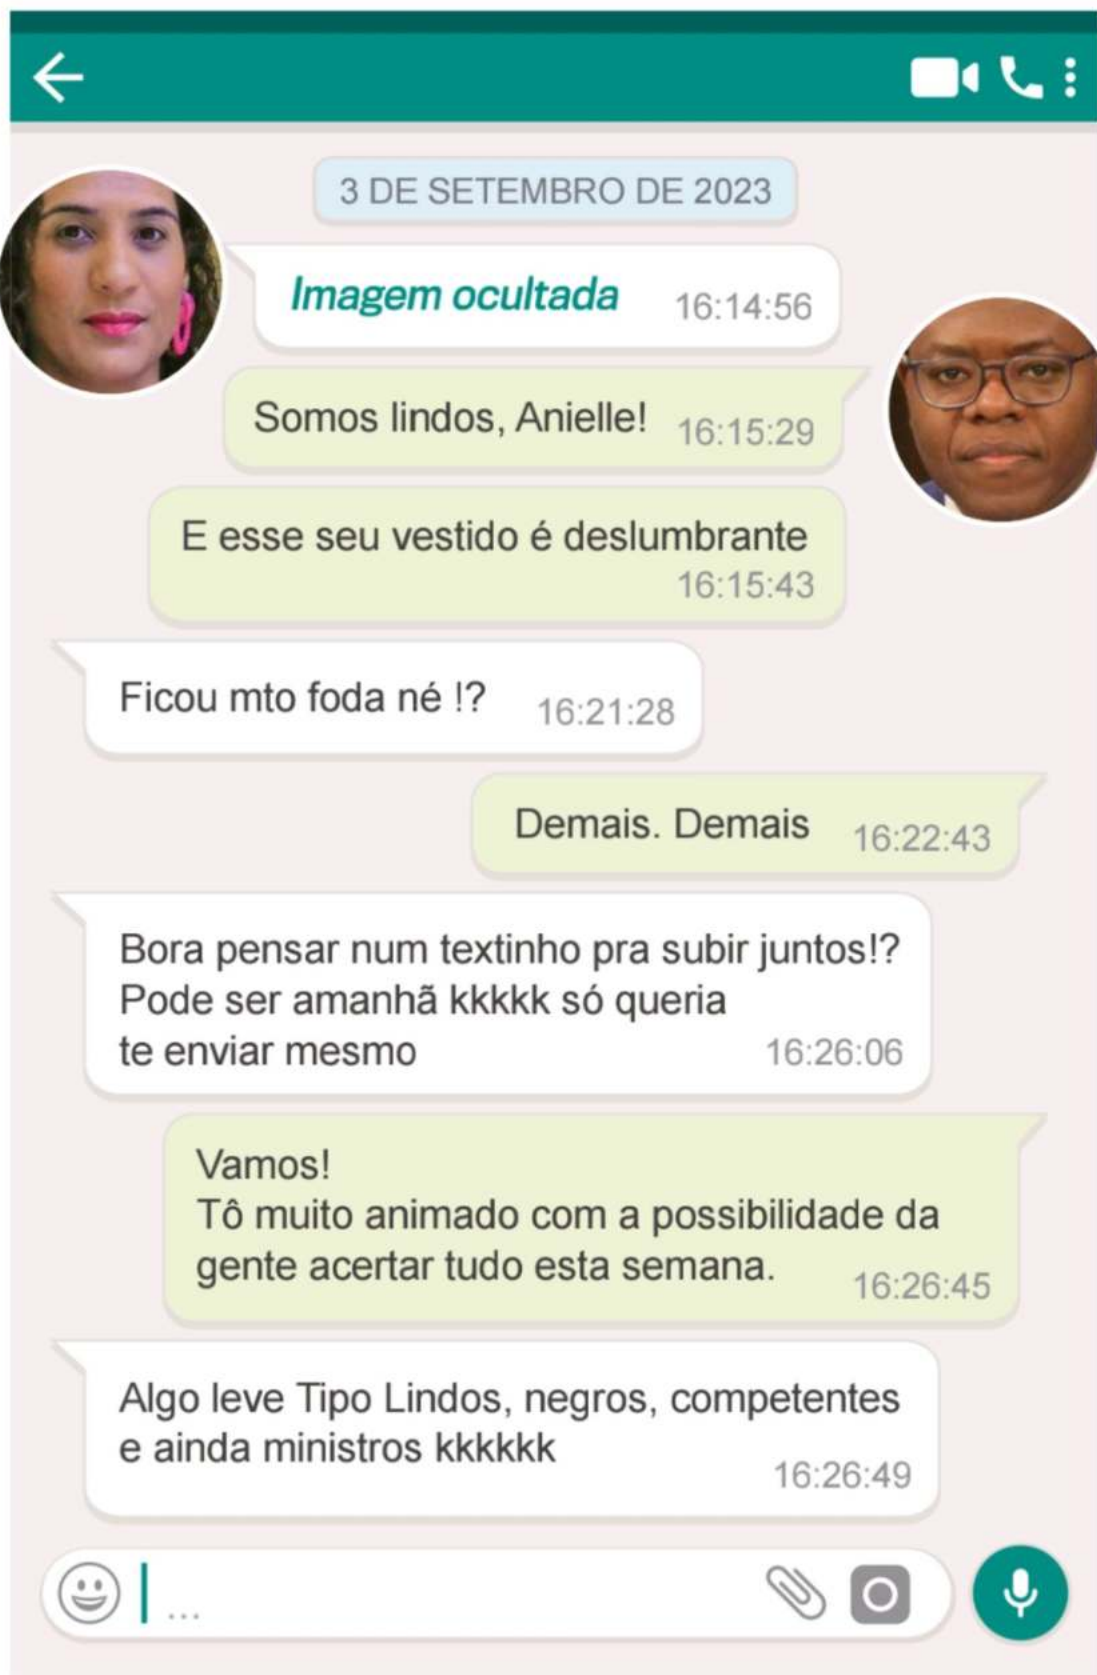 3 DE SETEMBRO DE 2023
Imagem ocultada 16:14:56
Somos lindos, Anielle! 16:15:29
E esse seu vestido é deslumbrante
16:15:43
Ficou mto foda né !? 16:21:28
Demais. Demais 16:22:43
Bora pensar num textinho pra subir juntos!?
Pode ser amanhã kkkkk só queria
te enviar mesmo 16:26:06
Vamos!
Tô muito animado com a possibilidade da
gente acertar tudo esta semana. 16:26:45
Algo leve Tipo Lindos, negros, competentes
e ainda ministros kkkkkk
16:26:49
...